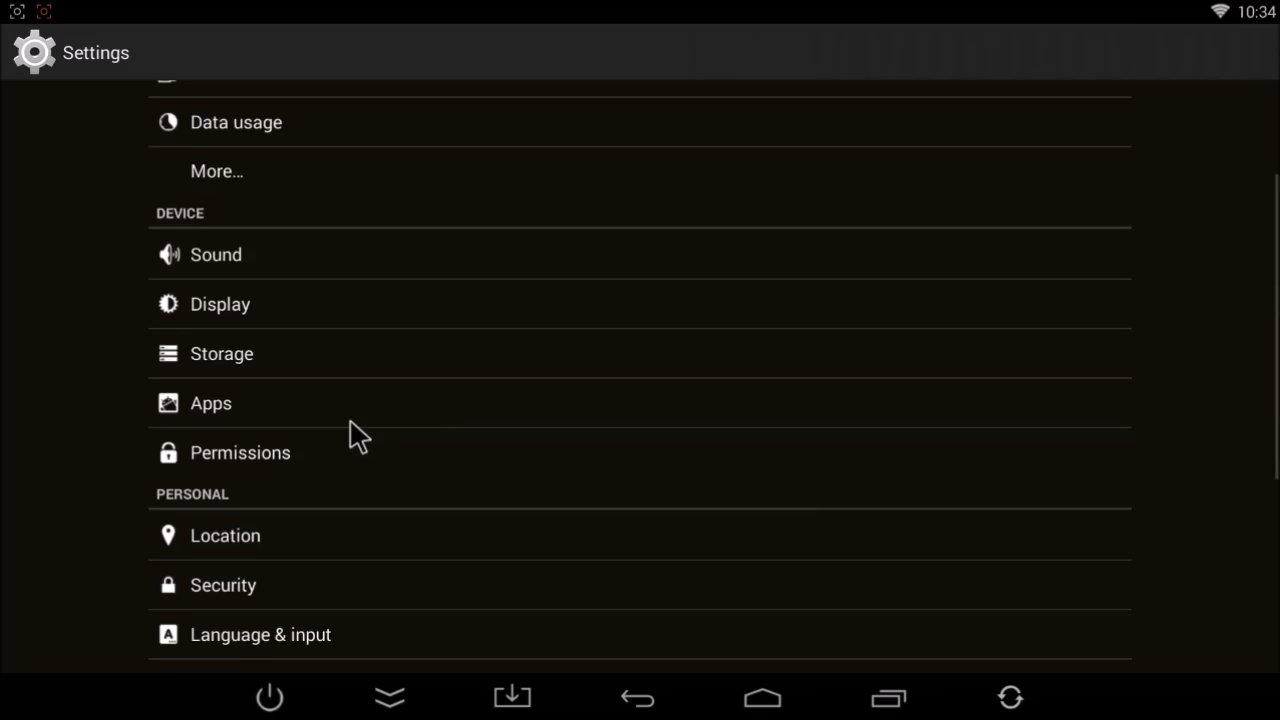 10:34
Settings
Data usage
More...
DEVICE
Sound
Display
Storage
Apps
Permissions
PERSONAL
Location
Security
Language & input